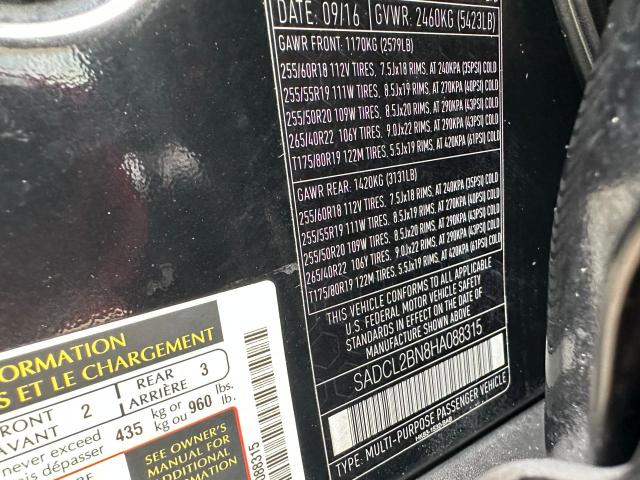 DATE: 09/16 GVWR: 2460KG (5423LB)
GAWR FRONT: 1170KG (2579LB)
255/60R18 112V TIRES, 7.5Jx18 RIMS, AT 240KPA (35PSI) COLD
255/55R19 111W TIRES, 8.5Jx19 RIMS, AT 270KPA (40PSI) COLD
255/50R20 109W TIRES, 8.5Jx20 RIMS, AT 290KPA (43PSI) COLD
265/40R22 106Y TIRES, 9.0Jx22 RIMS, AT 290KPA (43PSI) COLD
T175/80R19 122M TIRES, 5.5Jx19 RIMS, AT 420KPA (61PSI) COLD
GAWR REAR: 1420KG (3131LB)
255/60R18 112V TIRES, 7.5Jx18 RIMS, AT 240KPA (35PSI) COLD
255/55R19 111W TIRES, 8.5Jx19 RIMS, AT 270KPA (40PSI) COLD
255/50R20 109W TIRES, 8.5Jx20 RIMS, AT 290KPA (43PSI) COLD
265/40R22 106Y TIRES, 9.0Jx22 RIMS, AT 290KPA (43PSI) COLD
T175/80R19 122M TIRES, 5.5Jx19 RIMS, AT 420KPA (61PSI) COLD
THIS VEHICLE CONFORMS TO ALL APPLICABLE
U.S. FEDERAL MOTOR VEHICLE SAFETY
STANDARDS IN EFFECT ON THE DATE OF
MANUFACTURE SHOWN ABOVE
SADCL2BN8HA088315
TYPE: MULTI-PURPOSE PASSENGER VEHICLE
ORMATION
S ET LE CHARGEMENT
FRONT 2 REAR 3
AVANT ARRIÈRE
never exceed 435 kg or 960 lbs.
is dépasser kg ou lb.
SEE OWNER'S
MANUAL FOR
ADDITIONAL
088315